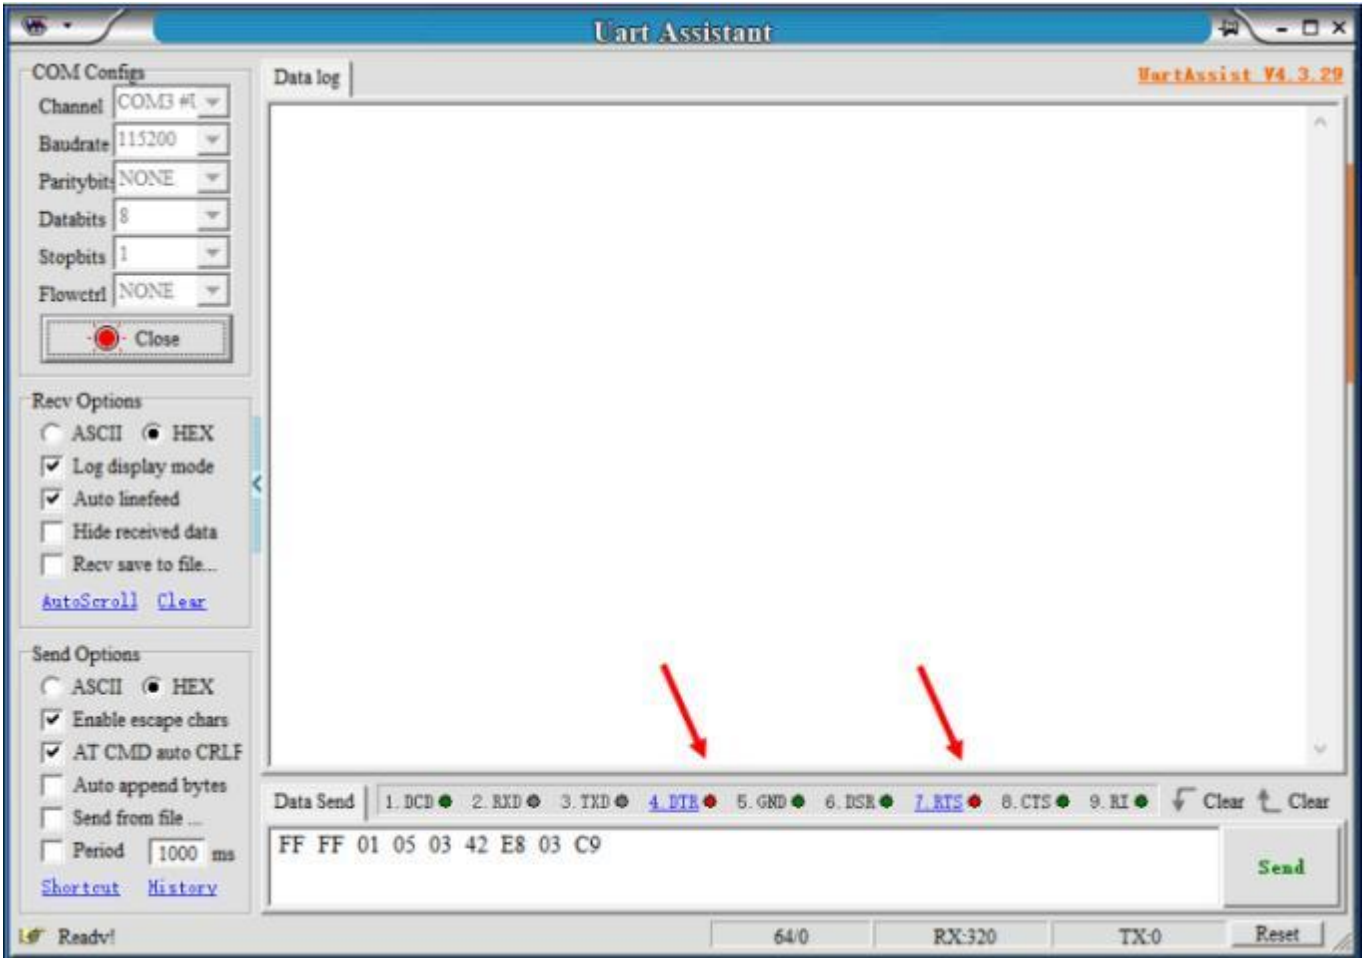 Uart Assistant
COM Configs
Channel COM3 #U
Baudrate 115200
Paritybits NONE
Databits 8
Stopbits 1
Flowctrl NONE
Close
Recv Options
ASCII HEX
Log display mode
Auto linefeed
Hide received data
Recv save to file...
AutoScroll Clear
Send Options
ASCII HEX
Enable escape chars
AT CMD auto CRLF
Auto append bytes
Send from file ...
Period 1000 ms
Shortcut History
Data log
UartAssist V4.3.29
Data Send 1. DCD 2. RXD 3. TXD 4. DTR 5. GND 6. DSR 7. RTS 8. CTS 9. RI Clear Clear
FF FF 01 05 03 42 E8 03 C9
Send
Ready! 64/0 RX:320 TX:0 Reset